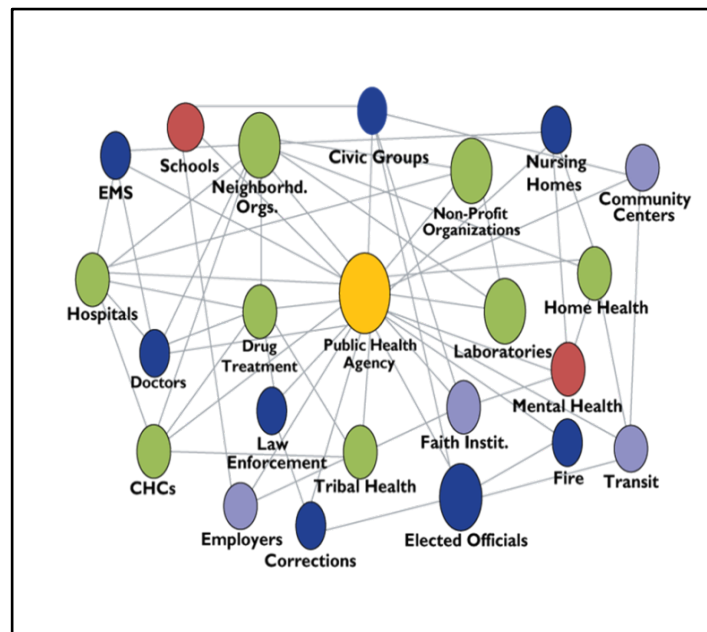 Civic Groups
Schools
Nursing
Homes
EMS
Neighborhd.
Orgs.
Community
Centers
Non-Profit
Organizations
Hospitals
Home Health
Drug
Treatment
Public Health
Agency
Laboratories
Doctors
Mental Health
Law
Enforcement
Faith Instit.
Fire
Transit
CHCs
Tribal Health
Employers
Elected Officials
Corrections